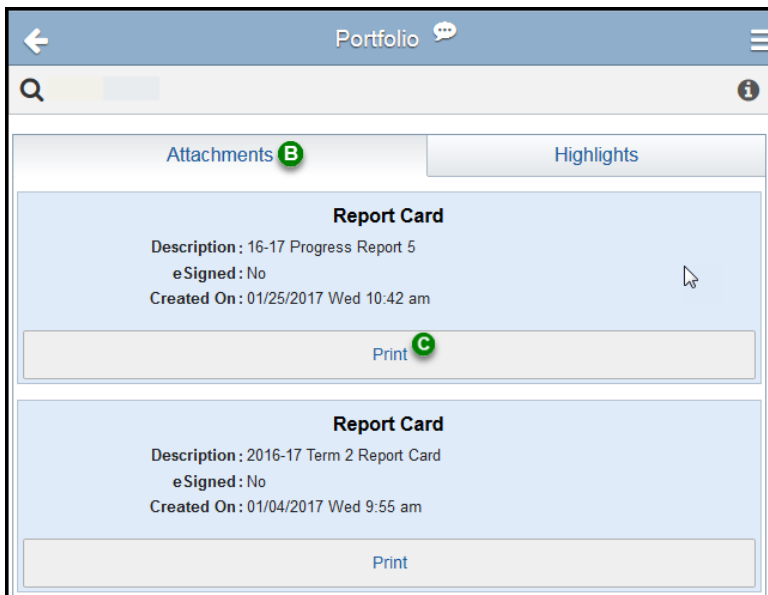 Portfolio
Attachments B
Highlights
Report Card
Description: 16-17 Progress Report 5
eSigned: No
Created On: 01/25/2017 Wed 10:42 am
Print C
Report Card
Description: 2016-17 Term 2 Report Card
eSigned: No
Created On: 01/04/2017 Wed 9:55 am
Print